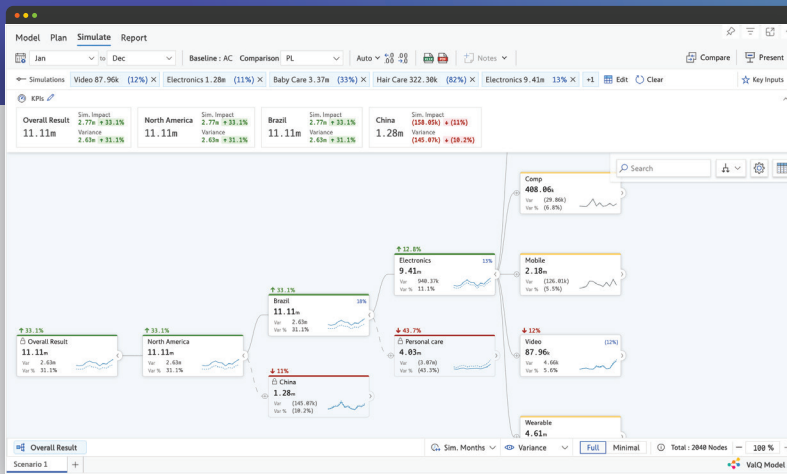 Model Plan Simulate Report
Jan to Dec Baseline : AC Comparison PL Auto Notes Compare Present
Simulations Video 87.96k (12%) × Electronics 1.28m (11%) × Baby Care 3.37m (33%) × Hair Care 322.30k (82%) × Electronics 9.41m 13% × +1 Edit Clear Key Inputs
KPIs
Overall Result 11.11m Sim. Impact 2.77m +33.1% Variance 2.63m +31.1%
North America 11.11m Sim. Impact 2.77m +33.1% Variance 2.63m +31.1%
Brazil 11.11m Sim. Impact 2.77m +33.1% Variance 2.63m +31.1%
China 1.28m Sim. Impact (158.05k) (11%) Variance (145.07k) (10.2%)
Search
Comp
408.06k
Var (29.86k)
Var % (6.8%)
↑ 12.8%
Electronics 13%
9.41m
Var 940.37k
Var % 11.1%
Mobile
2.18m
Var (126.01k)
Var % (5.5%)
↑ 33.1%
Brazil 10%
11.11m
Var 2.63m
Var % 31.1%
↑ 33.1%
Overall Result
11.11m
Var 2.63m
Var % 31.1%
↑ 33.1%
North America
11.11m
Var 2.63m
Var % 31.1%
↓ 43.7%
Personal care
4.03m
Var (3.07m)
Var % (43.3%)
↓ 12%
Video (12%)
87.96k
Var 4.66k
Var % 5.6%
↓ 11%
China
1.28m
Var (145.07k)
Var % (10.2%)
Wearable
4.61m
Overall Result Sim. Months Variance Full Minimal Total : 2040 Nodes — 100 %
Scenario 1 + ValQ Model